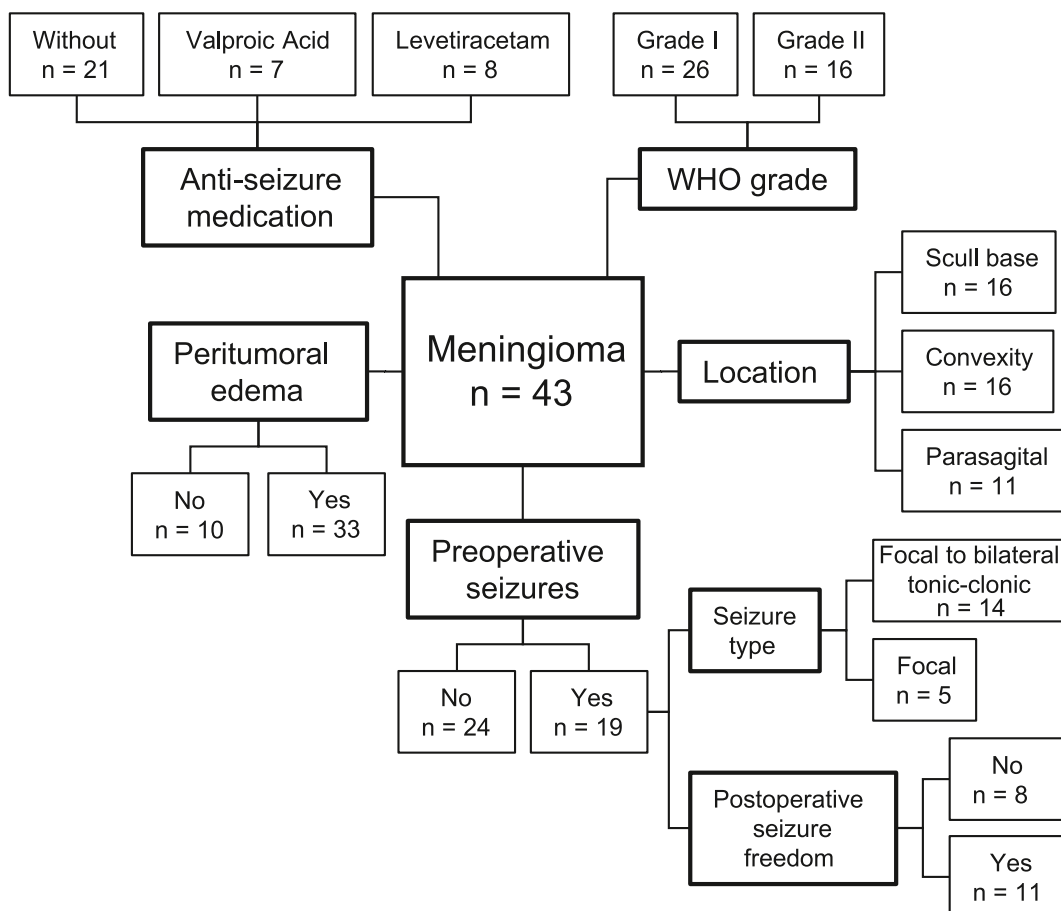 Without
n = 21
Valproic Acid
n = 7
Levetiracetam
n = 8
Grade I
n = 26
Grade II
n = 16
Anti-seizure
medication
WHO grade
Meningioma
n = 43
Peritumoral
edema
No
n = 10
Yes
n = 33
Location
Scull base
n = 16
Convexity
n = 16
Parasagital
n = 11
Preoperative
seizures
No
n = 24
Yes
n = 19
Seizure
type
Focal to bilateral
tonic-clonic
n = 14
Focal
n = 5
Postoperative
seizure
freedom
No
n = 8
Yes
n = 11